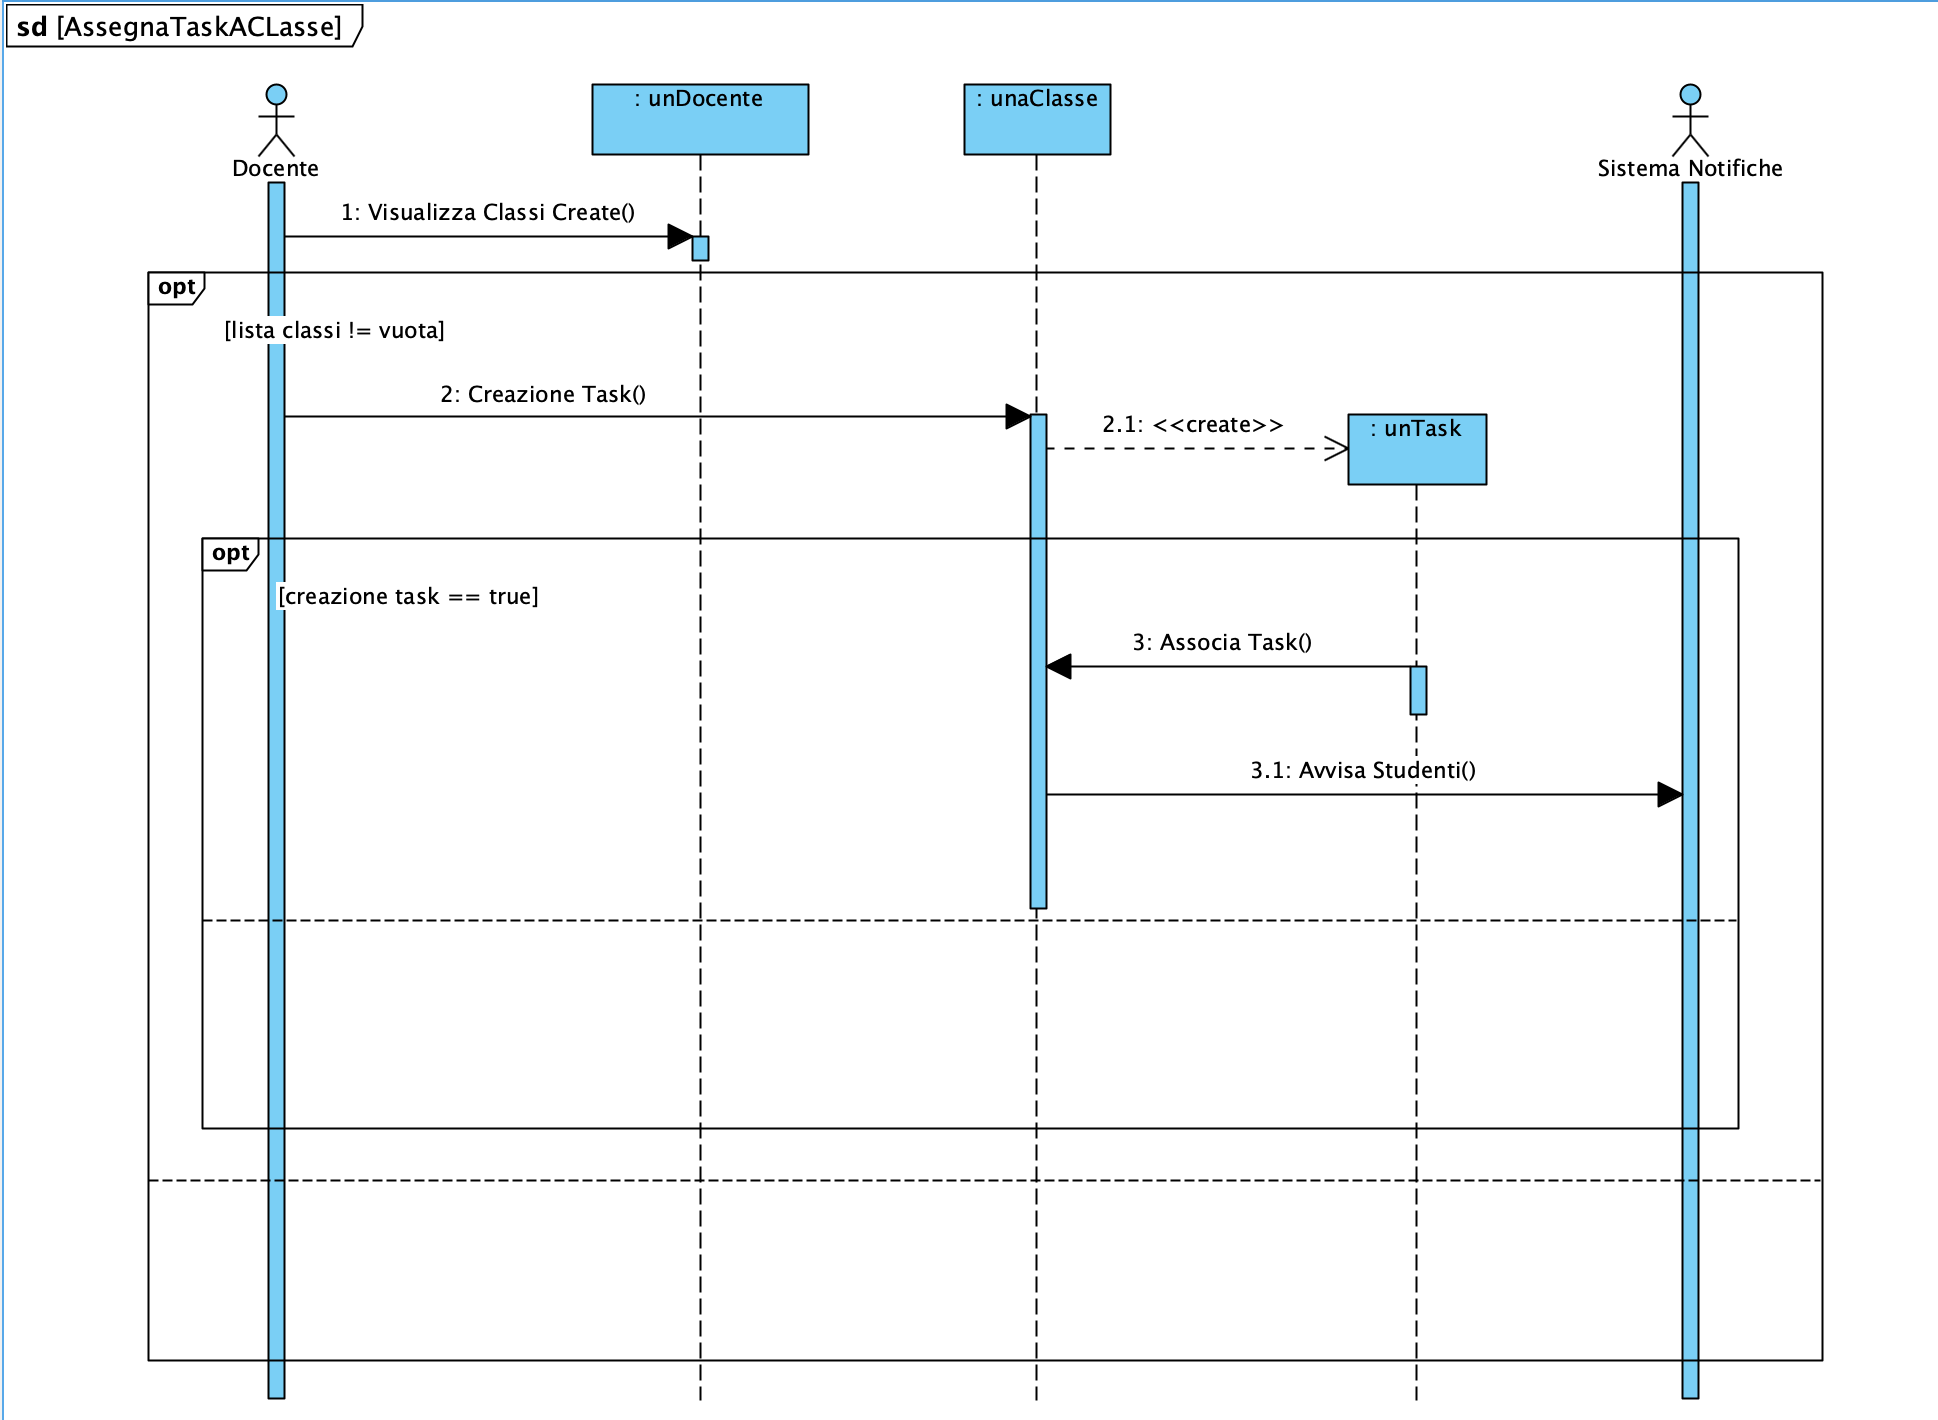 sd [AssegnaTaskACLasse]
: unDocente
: unaClasse
Docente
Sistema Notifiche
1: Visualizza Classi Create()
opt
[lista classi != vuota]
2: Creazione Task()
2.1: <<create>>
: unTask
opt
[creazione task == true]
3: Associa Task()
3.1: Avvisa Studenti()